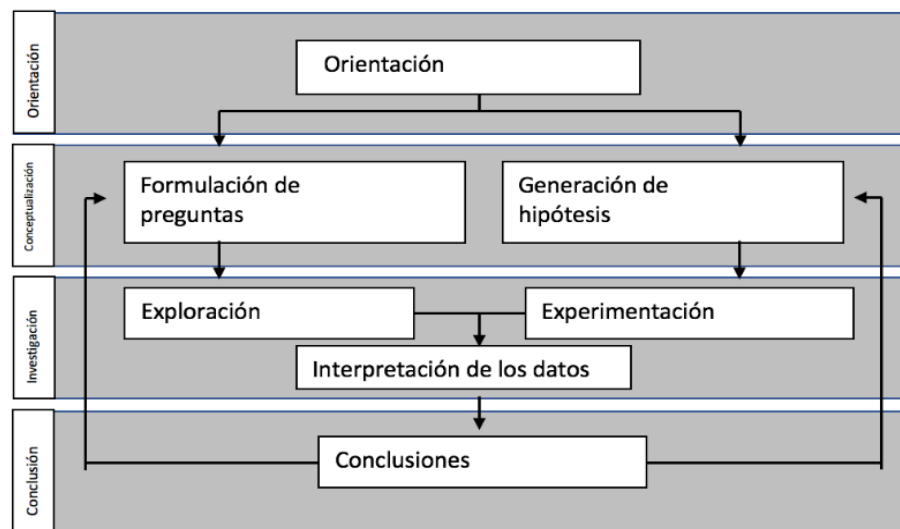 Orientación
Orientación
Conceptualización
Formulación de
preguntas
Generación de
hipótesis
Investigación
Exploración
Experimentación
Interpretación de los datos
Conclusión
Conclusiones